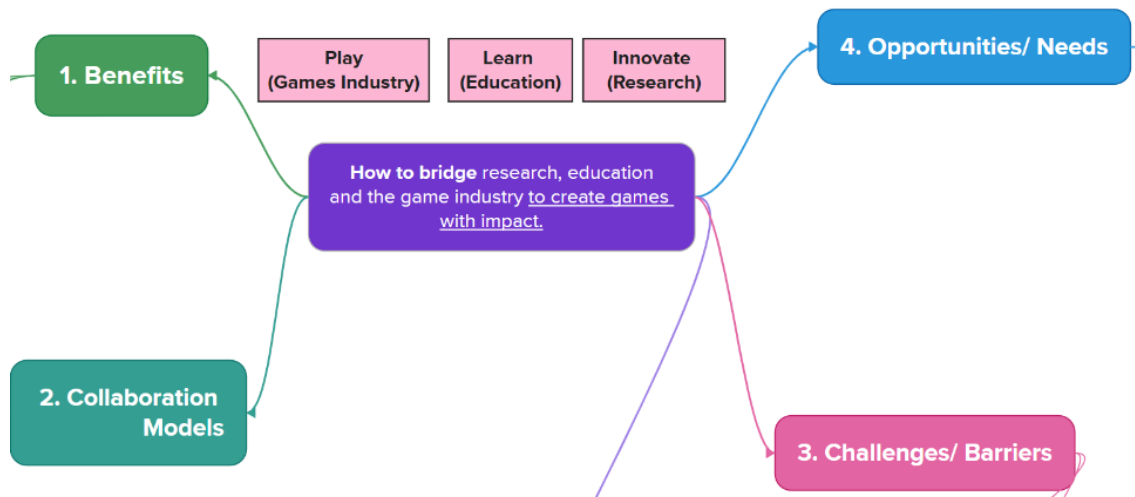 1. Benefits
Play
(Games Industry)
Learn
(Education)
Innovate
(Research)
4. Opportunities/ Needs
How to bridge research, education
and the game industry to create games
with impact.
2. Collaboration
Models
3. Challenges/ Barriers